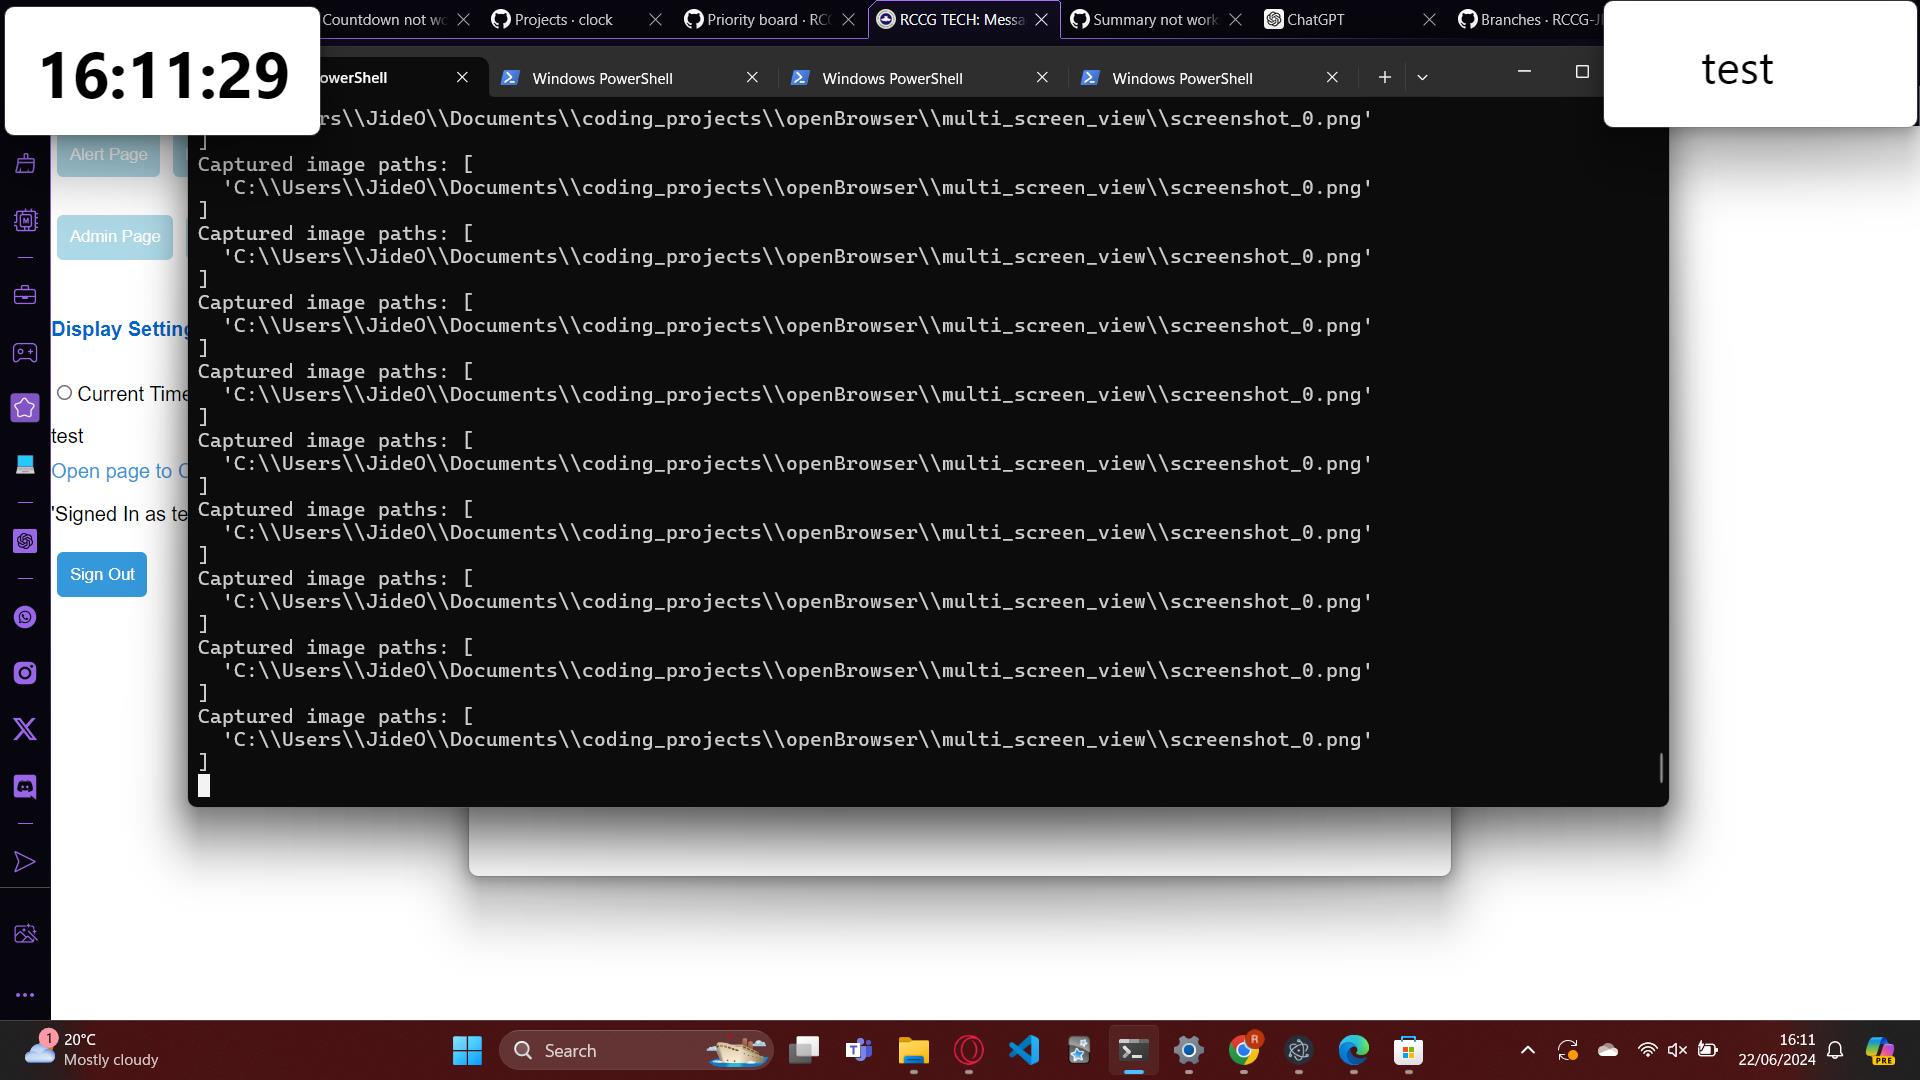 Countdown not wo
Projects · clock
Priority board · RCC
RCCG TECH: Messa
Summary not work
ChatGPT
Branches · RCCG-J
16:11:29
test
owerShell
Windows PowerShell
Windows PowerShell
Windows PowerShell
rs\\JideO\\Documents\\coding_projects\\openBrowser\\multi_screen_view\\screenshot_0.png'
]
Captured image paths: [
'C:\\Users\\JideO\\Documents\\coding_projects\\openBrowser\\multi_screen_view\\screenshot_0.png'
]
Captured image paths: [
'C:\\Users\\JideO\\Documents\\coding_projects\\openBrowser\\multi_screen_view\\screenshot_0.png'
]
Captured image paths: [
'C:\\Users\\JideO\\Documents\\coding_projects\\openBrowser\\multi_screen_view\\screenshot_0.png'
]
Captured image paths: [
'C:\\Users\\JideO\\Documents\\coding_projects\\openBrowser\\multi_screen_view\\screenshot_0.png'
]
Captured image paths: [
'C:\\Users\\JideO\\Documents\\coding_projects\\openBrowser\\multi_screen_view\\screenshot_0.png'
]
Captured image paths: [
'C:\\Users\\JideO\\Documents\\coding_projects\\openBrowser\\multi_screen_view\\screenshot_0.png'
]
Captured image paths: [
'C:\\Users\\JideO\\Documents\\coding_projects\\openBrowser\\multi_screen_view\\screenshot_0.png'
]
Captured image paths: [
'C:\\Users\\JideO\\Documents\\coding_projects\\openBrowser\\multi_screen_view\\screenshot_0.png'
]
Captured image paths: [
'C:\\Users\\JideO\\Documents\\coding_projects\\openBrowser\\multi_screen_view\\screenshot_0.png'
]
Alert Page
Admin Page
Display Setting
Current Time
test
Open page to C
'Signed In as te
Sign Out
1
20°C
Mostly cloudy
Search
R
16:11
22/06/2024
PRE